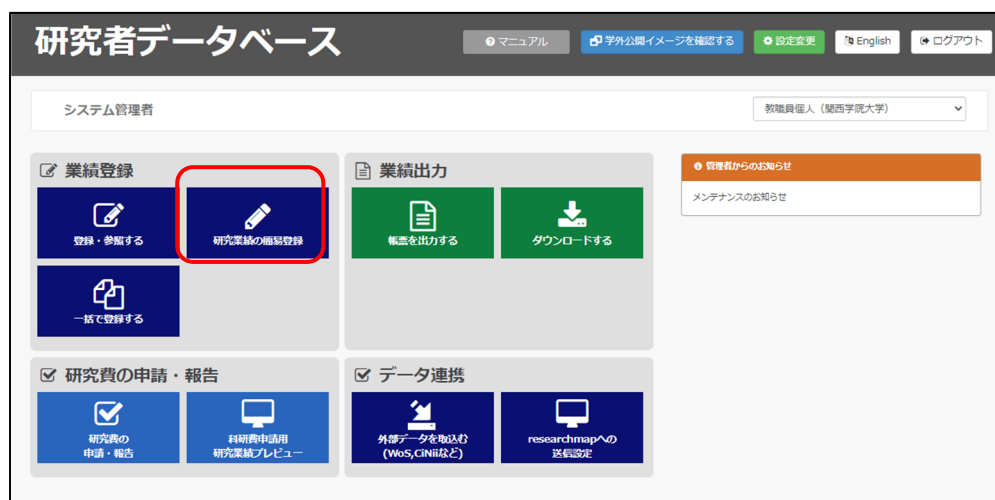 研究者データベース
マニュアル
学外公開イメージを確認する
設定変更
English
ログアウト
システム管理者
教職員個人（関西学院大学）
業績登録
登録・参照する
研究業績の簡易登録
一括で登録する
業績出力
帳票を出力する
ダウンロードする
管理者からのお知らせ
メンテナンスのお知らせ
研究費の申請・報告
研究費の
申請・報告
科研費申請用
研究業績プレビュー
データ連携
外部データを取込む
(WoS,CiNiiなど)
researchmapへの
送信設定